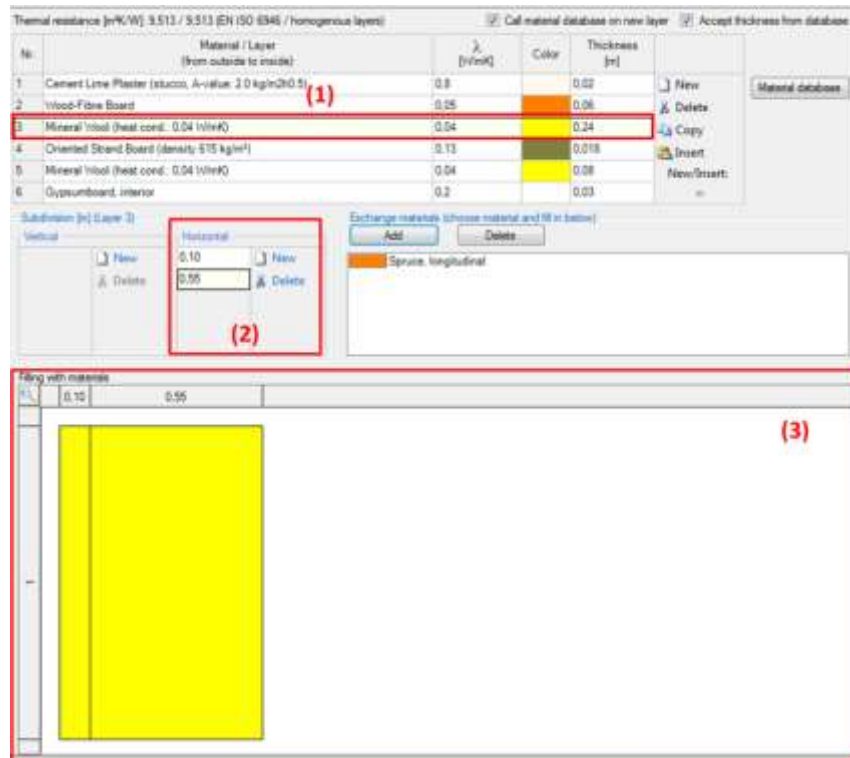 Thermal resistance [m²K/W]: 9.513 / 9.513 (EN ISO 6946 / homogenous layers) Call material database on new layer Accept thickness from database
Nr. Material / Layer (from outside to inside) λ [W/mK] Color Thickness [m]
1 Cement Lime Plaster (stucco, A-value: 2.0 kg/m2h0.5) 0.8 0.02 New Material database
(1)
2 Wood-Fibre Board 0.05 0.06 Delete
3 Mineral Wool (heat cond.: 0.04 W/mK) 0.04 0.24 Copy
4 Oriented Strand Board (density 615 kg/m³) 0.13 0.018 Insert
5 Mineral Wool (heat cond.: 0.04 W/mK) 0.04 0.08 New/Insert:
6 Gypsumboard, interior 0.2 0.03
Subdivision [m] (Layer 3) Exchange materials (choose material and fill in below)
Vertical Horizontal Add Delete
New 0.10 New Spruce, longitudinal
Delete 0.55 Delete
(2)
Filling with materials
0.10 0.55
(3)
1